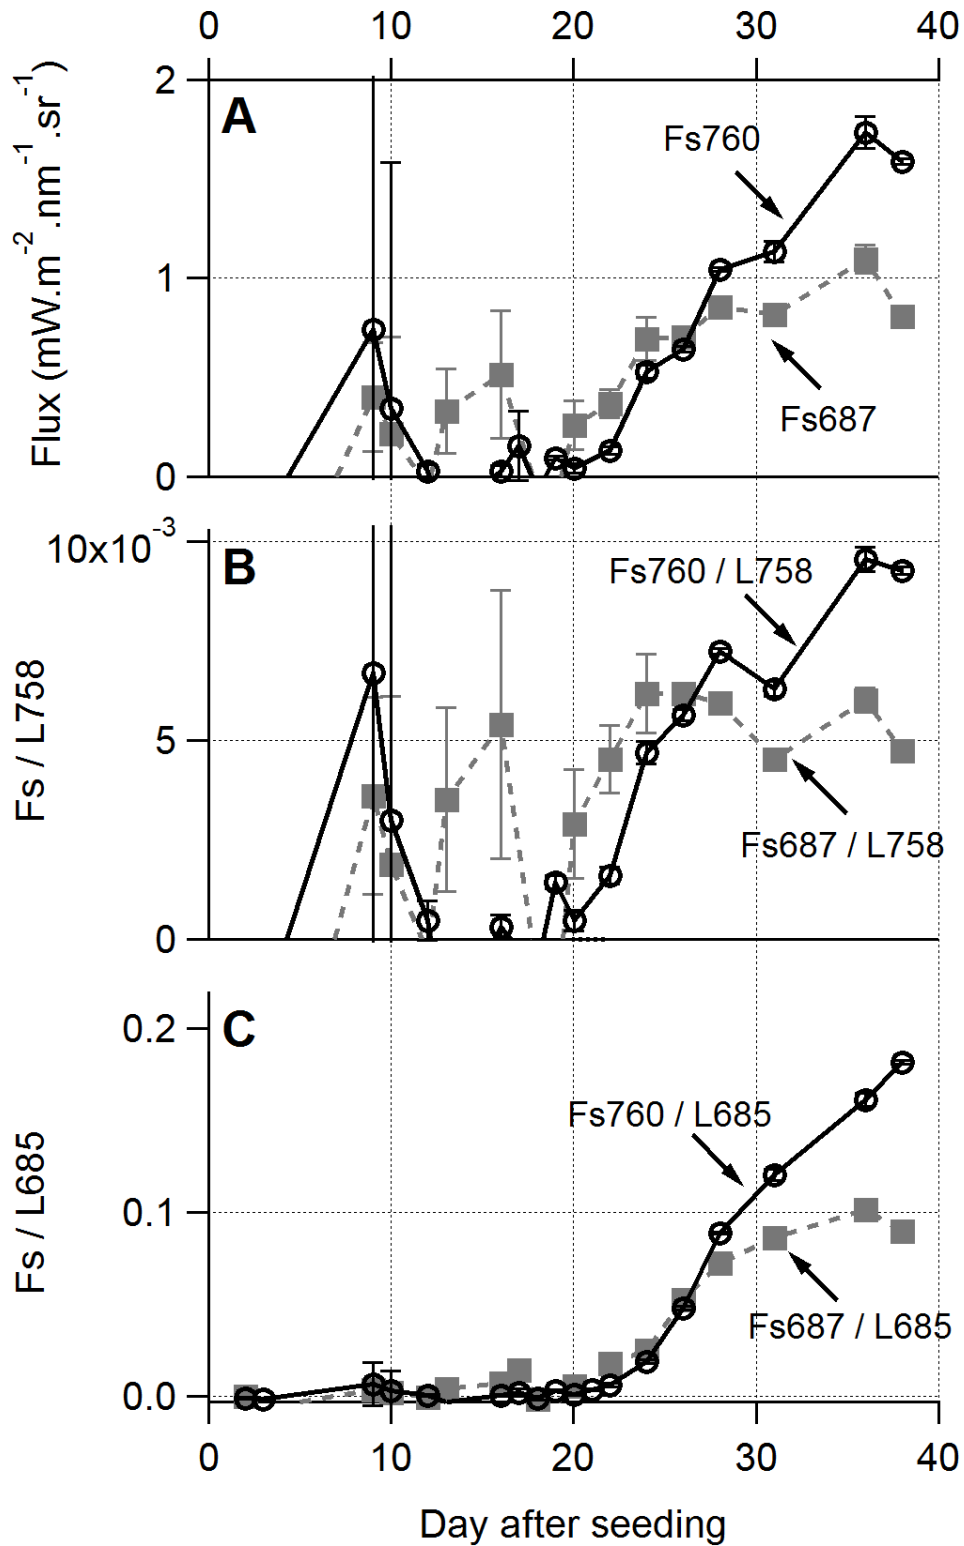 0 10 20 30 40
Flux (mW.m-2 .nm-1 .sr-1)
2
1
0
A
Fs760
Fs687
Fs / L758
10x10-3
5
0
B
Fs760 / L758
Fs687 / L758
Fs / L685
0.2
0.1
0.0
C
Fs760 / L685
Fs687 / L685
0 10 20 30 40
Day after seeding